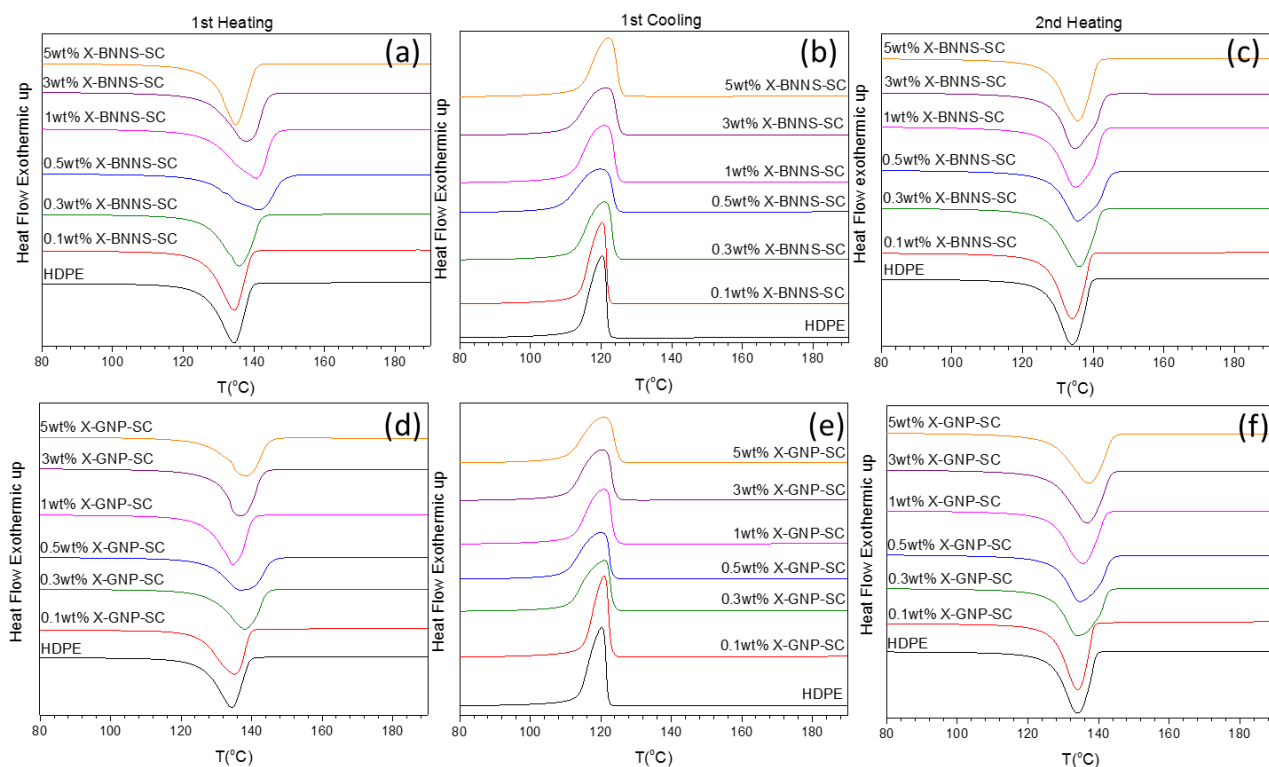 1st Heating
1st Cooling
2nd Heating
(a)
5wt% X-BNNS-SC
3wt% X-BNNS-SC
1wt% X-BNNS-SC
0.5wt% X-BNNS-SC
0.3wt% X-BNNS-SC
0.1wt% X-BNNS-SC
HDPE
Heat Flow Exothermic up
80 100 120 140 160 180
T(°C)
(b)
5wt% X-BNNS-SC
3wt% X-BNNS-SC
1wt% X-BNNS-SC
0.5wt% X-BNNS-SC
0.3wt% X-BNNS-SC
0.1wt% X-BNNS-SC
HDPE
Heat Flow Exothermic up
80 100 120 140 160 180
T(°C)
(c)
5wt% X-BNNS-SC
3wt% X-BNNS-SC
1wt% X-BNNS-SC
0.5wt% X-BNNS-SC
0.3wt% X-BNNS-SC
0.1wt% X-BNNS-SC
HDPE
Heat Flow exothermic up
80 100 120 140 160 180
T(°C)
(d)
5wt% X-GNP-SC
3wt% X-GNP-SC
1wt% X-GNP-SC
0.5wt% X-GNP-SC
0.3wt% X-GNP-SC
0.1wt% X-GNP-SC
HDPE
Heat Flow Exothermic up
80 100 120 140 160 180
T(°C)
(e)
5wt% X-GNP-SC
3wt% X-GNP-SC
1wt% X-GNP-SC
0.5wt% X-GNP-SC
0.3wt% X-GNP-SC
0.1wt% X-GNP-SC
HDPE
Heat Flow Exothermic up
80 100 120 140 160 180
T(°C)
(f)
5wt% X-GNP-SC
3wt% X-GNP-SC
1wt% X-GNP-SC
0.5wt% X-GNP-SC
0.3wt% X-GNP-SC
0.1wt% X-GNP-SC
HDPE
Heat Flow Exothermic up
80 100 120 140 160 180
T(°C)